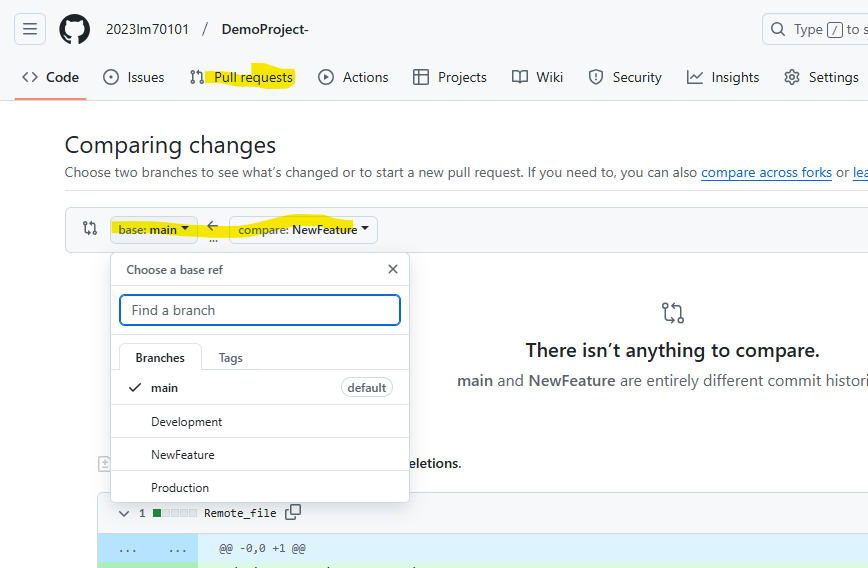 2023lm70101 / DemoProject-
Type / to s
Code Issues Pull requests Actions Projects Wiki Security Insights Settings
Comparing changes
Choose two branches to see what's changed or to start a new pull request. If you need to, you can also compare across forks or lea
base: main ... compare: NewFeature
Choose a base ref
Find a branch
Branches Tags
main default
Development
NewFeature
Production
There isn't anything to compare.
main and NewFeature are entirely different commit histori
eletions.
1 Remote_file
... ... @@ -0,0 +1 @@